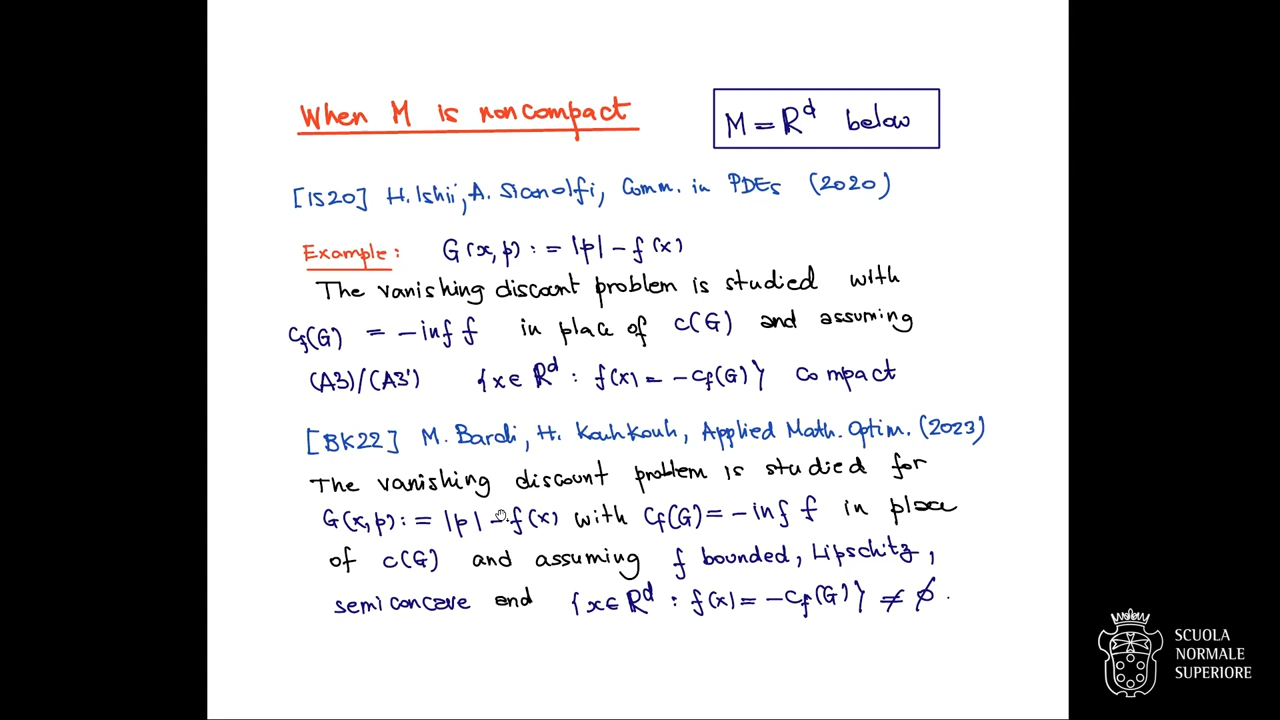 When M is noncompact
M = R^d below
[IS20] H. Ishii, A. Siconolfi, Comm. in PDEs (2020)
Example: G(x,p) := |p| - f(x)
The vanishing discount problem is studied with
c_f(G) = - inf f in place of c(G) and assuming
(A3)/(A3') {x ∈ R^d : f(x) = -c_f(G)} compact
[BK22] M. Bardi, H. Kouhkouh, Applied Math. Optim. (2023)
The vanishing discount problem is studied for
G(x,p) := |p| - f(x) with c_f(G) = - inf f in place
of c(G) and assuming f bounded, Lipschitz,
semiconcave and {x ∈ R^d : f(x) = -c_f(G)} ≠ ∅.
SCUOLA
NORMALE
SUPERIORE